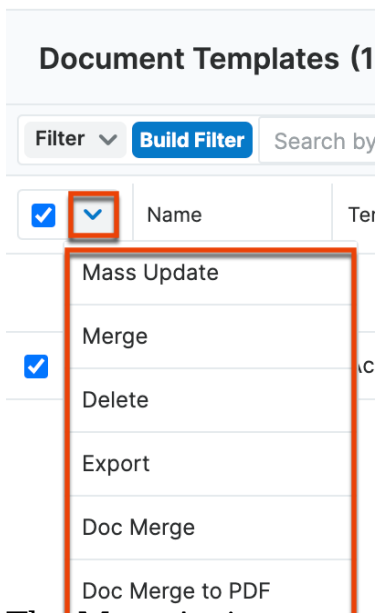 Document Templates (1
Filter Build Filter Search by
Name Ter
Mass Update
Merge
Delete
Export
Doc Merge
Doc Merge to PDF